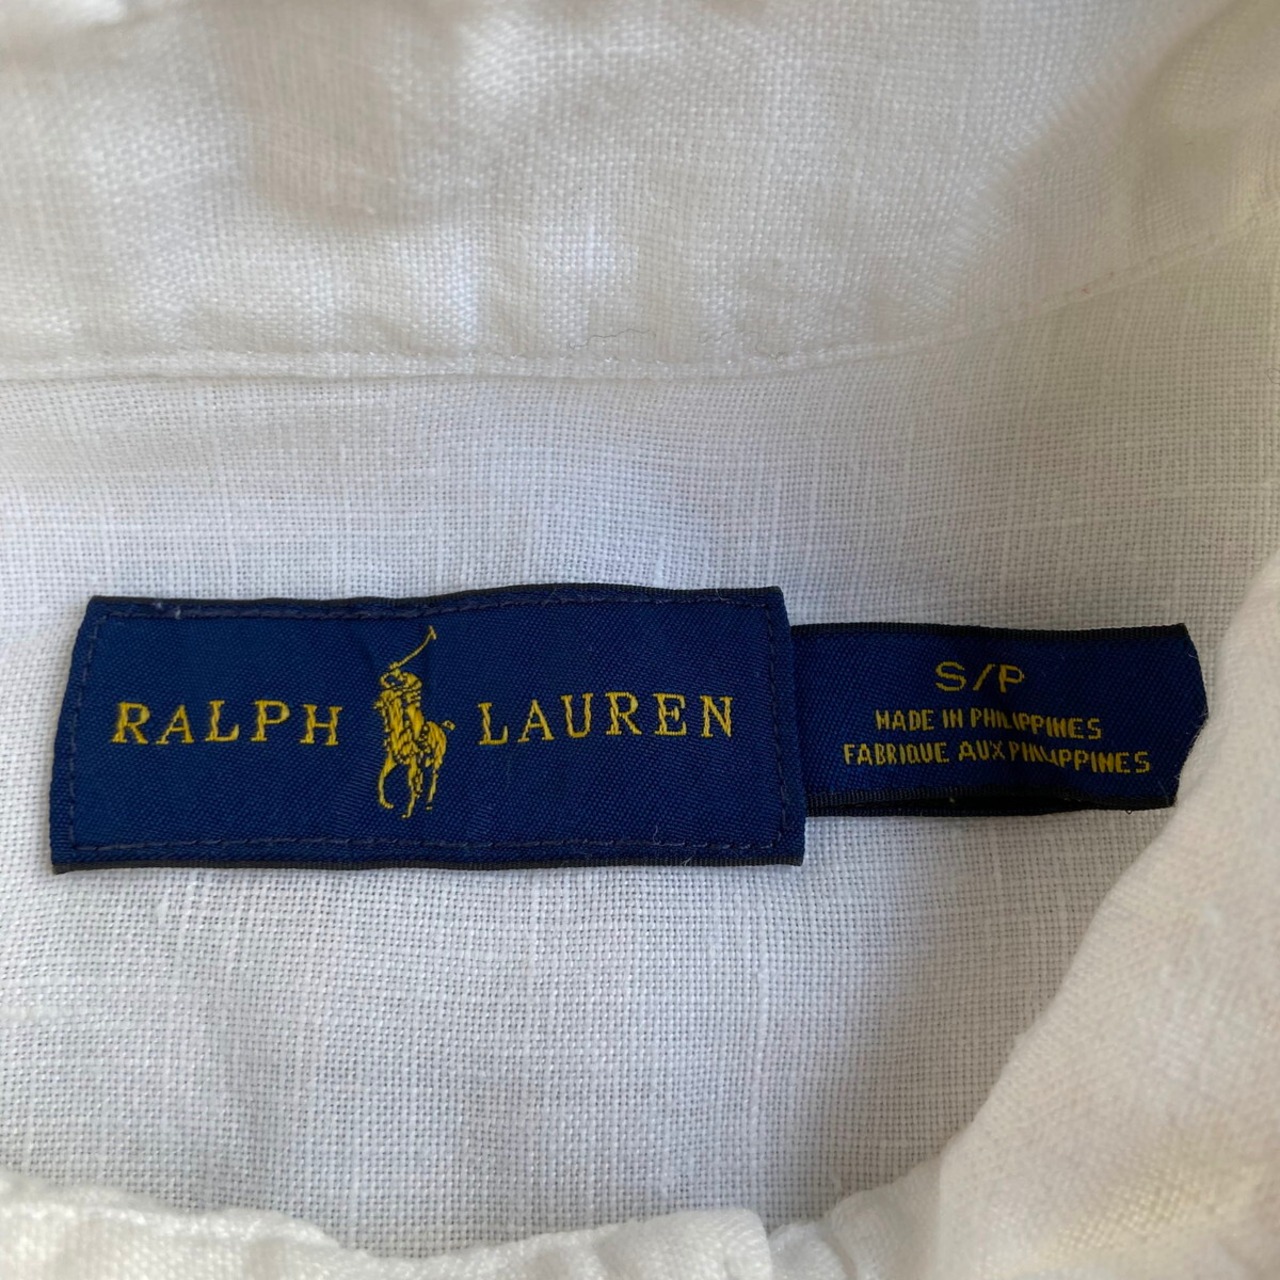 RALPH LAUREN
S/P
MADE IN PHILIPPINES
FABRIQUE AUX PHILIPPINES